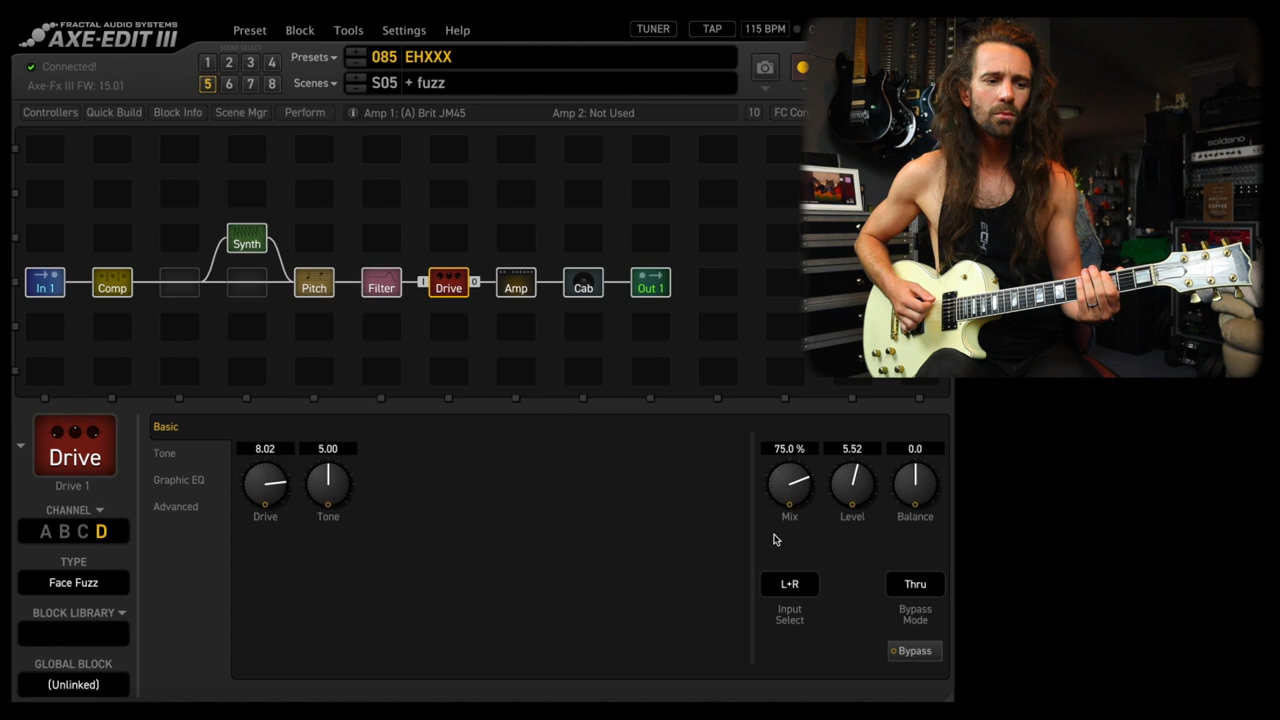 FRACTAL AUDIO SYSTEMS
AXE-EDIT III
Preset Block Tools Settings Help
TUNER TAP 115 BPM
SCENE SELECT
1 2 3 4
5 6 7 8
Presets 085 EHXXX
Scenes S05 + fuzz
Connected!
Axe-Fx III FW: 15.01
Controllers Quick Build Block Info Scene Mgr Perform Amp 1: (A) Brit JM45 Amp 2: Not Used 10 FC Con
Synth
In 1 Comp Pitch Filter I Drive O Amp Cab Out 1
soldano
COFFEE
Drive
Drive 1
CHANNEL
A B C D
TYPE
Face Fuzz
BLOCK LIBRARY
GLOBAL BLOCK
(Unlinked)
Basic
Tone
Graphic EQ
Advanced
8.02 5.00
Drive Tone
75.0 % 5.52 0.0
Mix Level Balance
L+R Thru
Input Select
Bypass Mode
Bypass